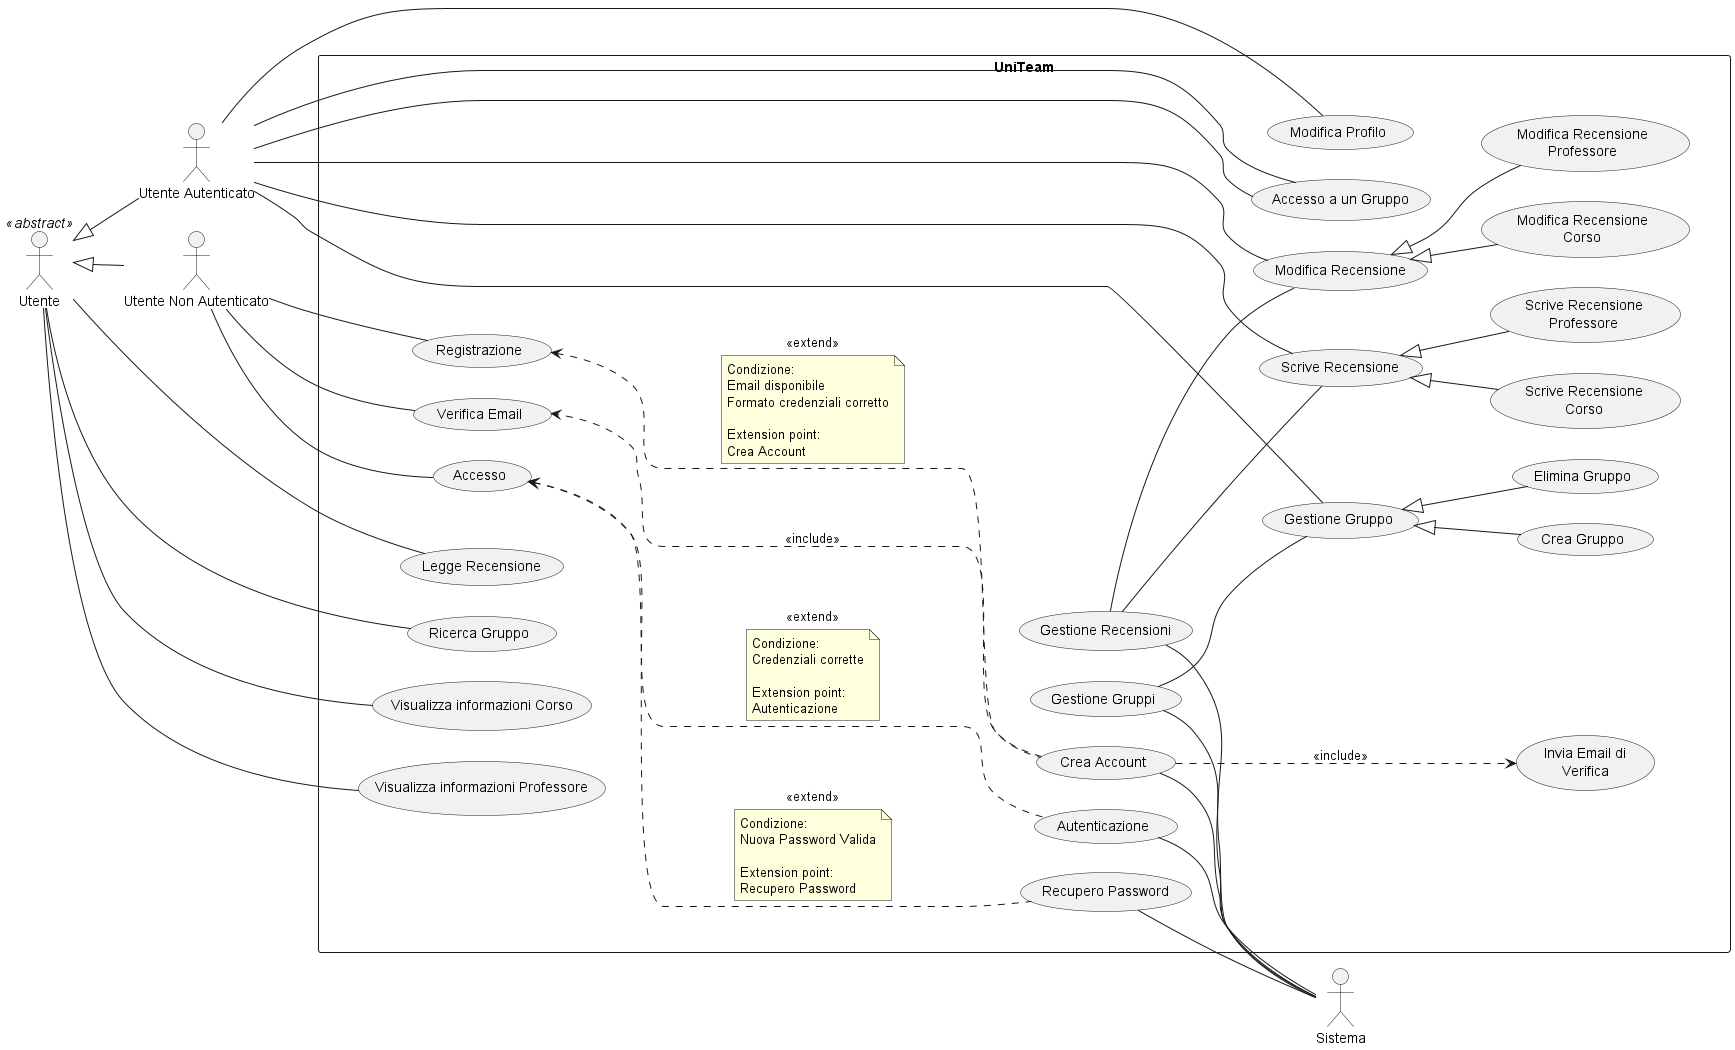 UniTeam
Modifica Profilo
Modifica Recensione
Professore
Utente Autenticato
Accesso a un Gruppo
«abstract»
Utente
Modifica Recensione
Corso
Modifica Recensione
Utente Non Autenticato
Scrive Recensione
Professore
Registrazione
«extend»
Condizione:
Email disponibile
Formato credenziali corretto
Extension point:
Crea Account
Scrive Recensione
Scrive Recensione
Corso
Verifica Email
Accesso
Elimina Gruppo
Gestione Gruppo
Crea Gruppo
«include»
Legge Recensione
Ricerca Gruppo
«extend»
Condizione:
Credenziali corrette
Extension point:
Autenticazione
Gestione Recensioni
Gestione Gruppi
Visualizza informazioni Corso
Crea Account
«include»
Invia Email di
Verifica
Visualizza informazioni Professore
«extend»
Condizione:
Nuova Password Valida
Extension point:
Recupero Password
Autenticazione
Recupero Password
Sistema